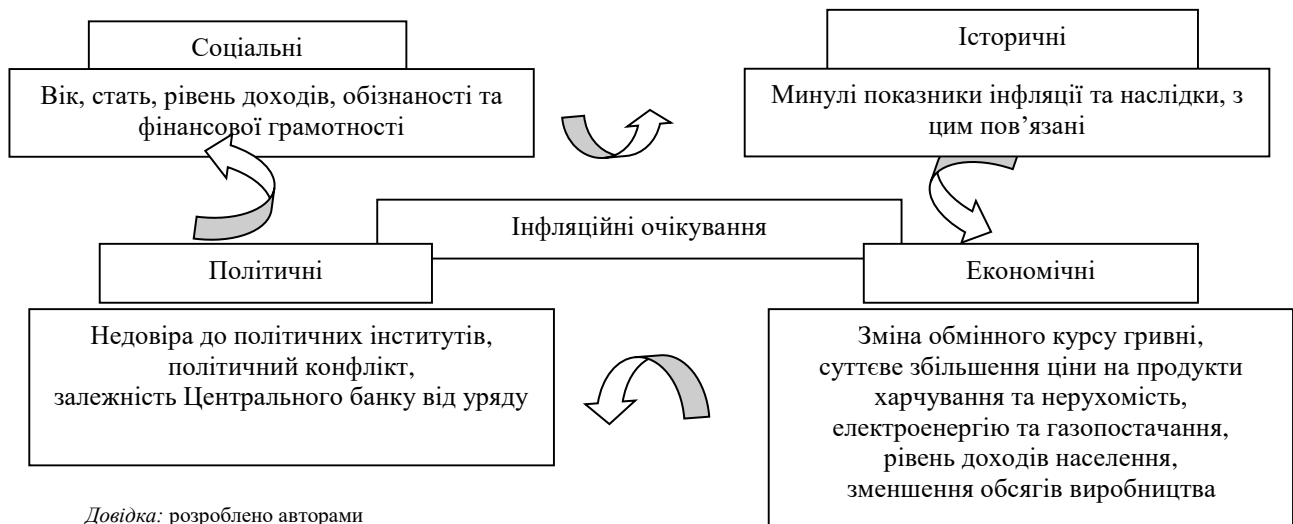 Соціальні
Вік, стать, рівень доходів, обізнаності та
фінансової грамотності
Історичні
Минулі показники інфляції та наслідки, з
цим пов’язані
Інфляційні очікування
Політичні
Недовіра до політичних інститутів,
політичний конфлікт,
залежність Центрального банку від уряду
Економічні
Зміна обмінного курсу гривні,
суттєве збільшення ціни на продукти
харчування та нерухомість,
електроенергію та газопостачання,
рівень доходів населення,
зменшення обсягів виробництва
Довідка: розроблено авторами